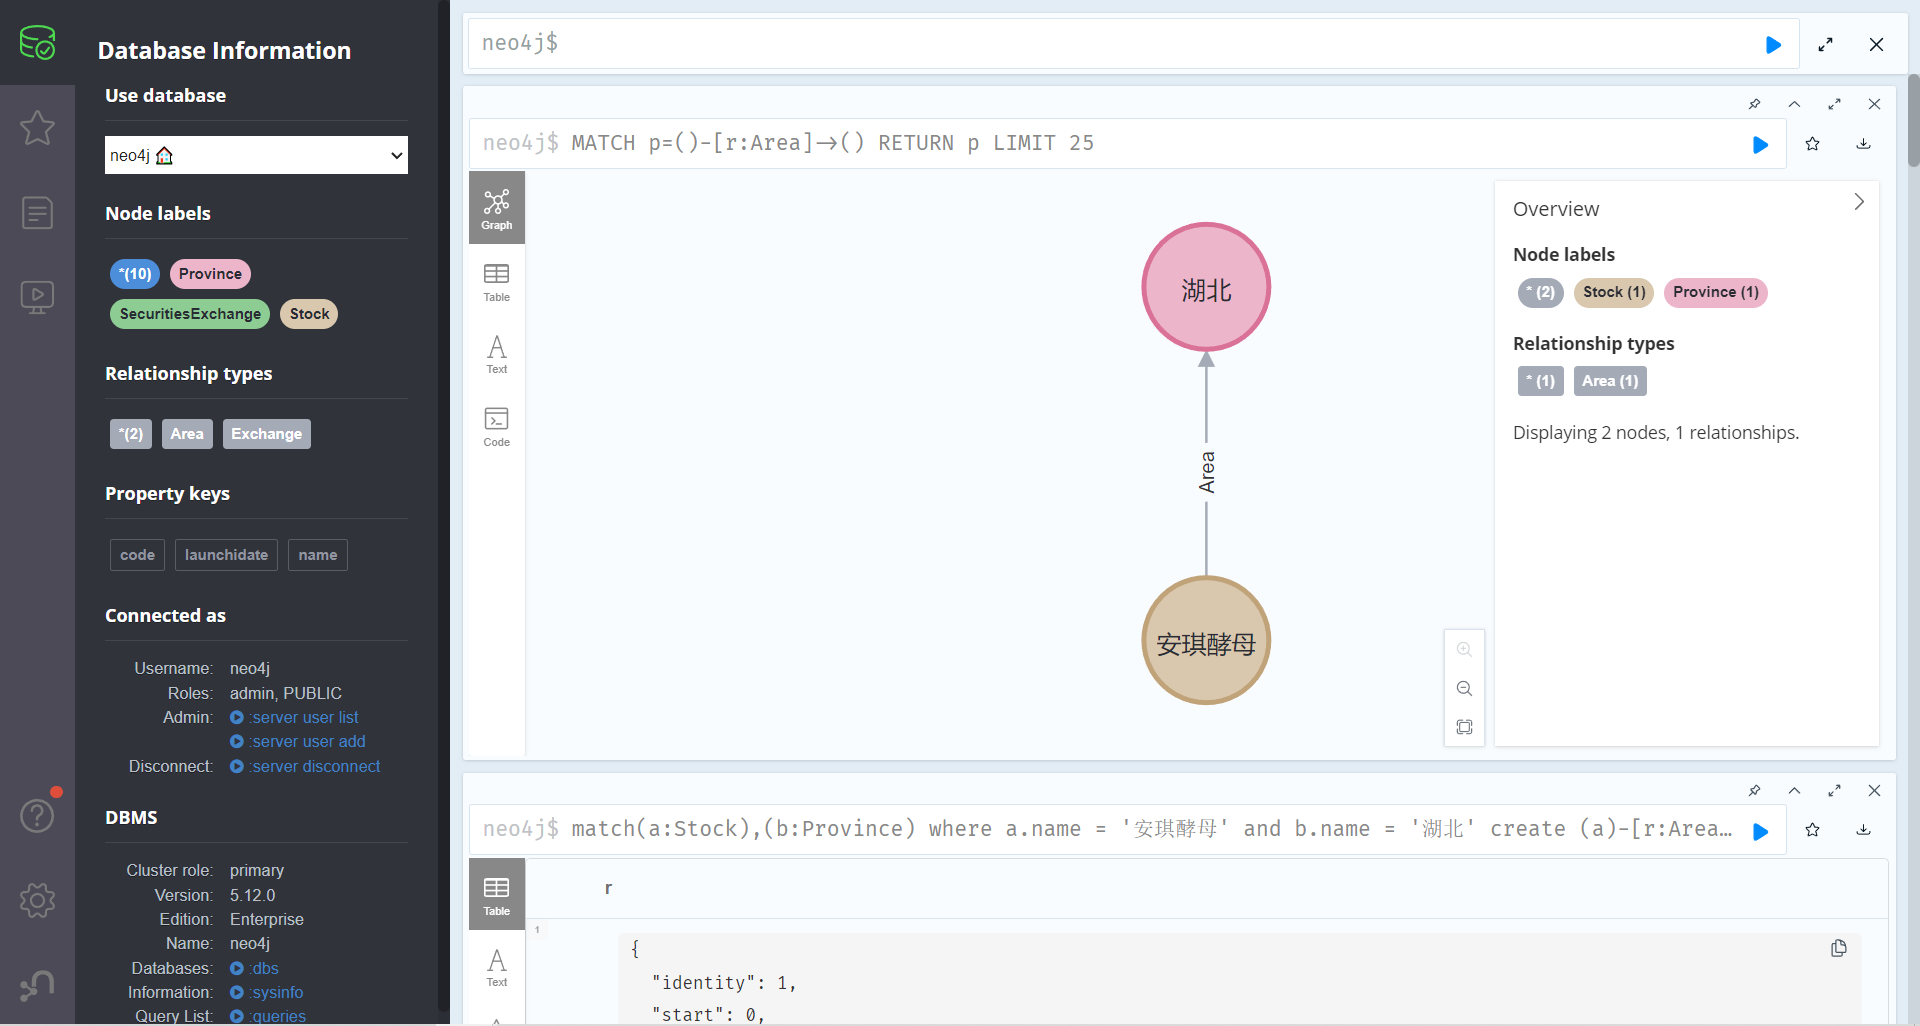 Database Information
Use database
neo4j
Node labels
*(10) Province
SecuritiesExchange Stock
Relationship types
*(2) Area Exchange
Property keys
code launchidate name
Connected as
Username: neo4j
Roles: admin, PUBLIC
Admin: :server user list
:server user add
Disconnect: :server disconnect
DBMS
Cluster role: primary
Version: 5.12.0
Edition: Enterprise
Name: neo4j
Databases: :dbs
Information: :sysinfo
Query List: :queries
neo4j$
neo4j$ MATCH p=()-[r:Area]->() RETURN p LIMIT 25
Graph
Table
Text
Code
湖北
Area
安琪酵母
Overview
Node labels
* (2) Stock (1) Province (1)
Relationship types
* (1) Area (1)
Displaying 2 nodes, 1 relationships.
neo4j$ match(a:Stock),(b:Province) where a.name = '安琪酵母' and b.name = '湖北' create (a)-[r:Area…
Table
Text
r
1
{
"identity": 1,
"start": 0,